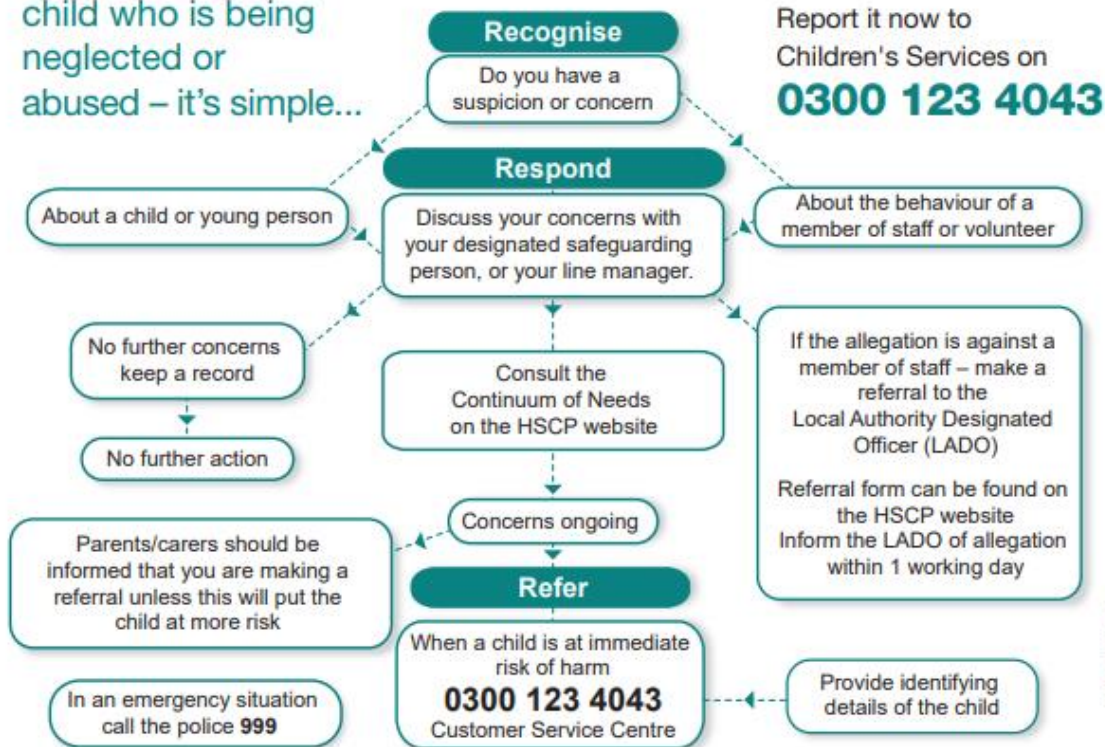 child who is being
neglected or
abused – it's simple...
Recognise
Do you have a
suspicion or concern
Report it now to
Children's Services on
0300 123 4043
Respond
Discuss your concerns with
your designated safeguarding
person, or your line manager.
About a child or young person
About the behaviour of a
member of staff or volunteer
No further concerns
keep a record
No further action
Consult the
Continuum of Needs
on the HSCP website
If the allegation is against a
member of staff – make a
referral to the
Local Authority Designated
Officer (LADO)
Referral form can be found on
the HSCP website
Inform the LADO of allegation
within 1 working day
Concerns ongoing
Parents/carers should be
informed that you are making a
referral unless this will put the
child at more risk
Refer
When a child is at immediate
risk of harm
0300 123 4043
Customer Service Centre
Provide identifying
details of the child
In an emergency situation
call the police 999